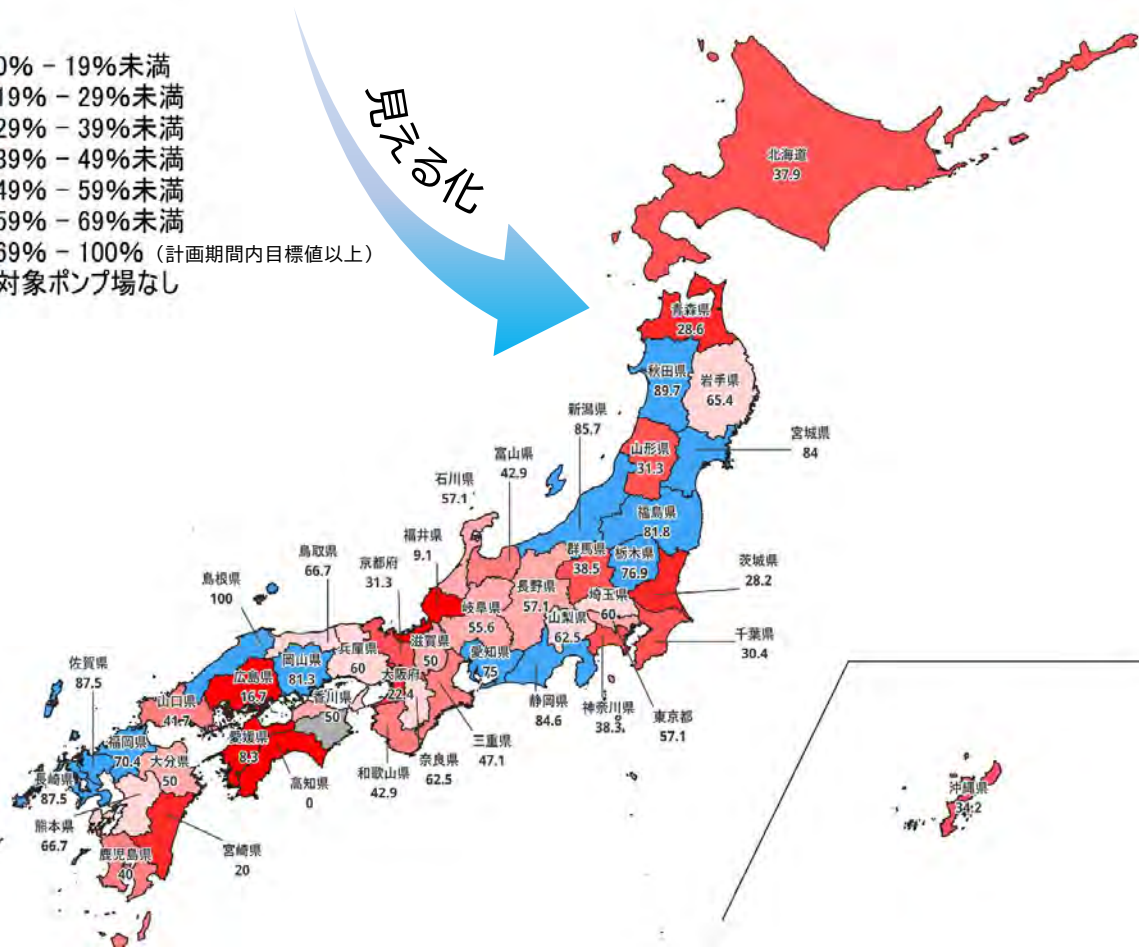 0% － 19%未満
19% － 29%未満
29% － 39%未満
39% － 49%未満
49% － 59%未満
59% － 69%未満
69% － 100%（計画期間内目標値以上）
対象ポンプ場なし
見える化
北海道
37.9
青森県
28.6
秋田県
89.7
岩手県
65.4
新潟県
85.7
宮城県
84
山形県
31.3
富山県
42.9
石川県
57.1
福島県
81.8
福井県
9.1
群馬県
38.5
栃木県
76.9
茨城県
28.2
鳥取県
66.7
京都府
31.3
島根県
100
長野県
57.1
埼玉県
60
岐阜県
55.6
山梨県
62.5
千葉県
30.4
滋賀県
50
兵庫県
60
愛知県
75
岡山県
81.3
佐賀県
87.5
広島県
16.7
大阪府
22.4
香川県
50
静岡県
84.6
神奈川県
38.3
東京都
57.1
山口県
41.7
三重県
47.1
愛媛県
8.3
福岡県
70.4
大分県
50
奈良県
62.5
和歌山県
42.9
高知県
0
長崎県
87.5
熊本県
66.7
宮崎県
20
鹿児島県
40
沖縄県
34.2